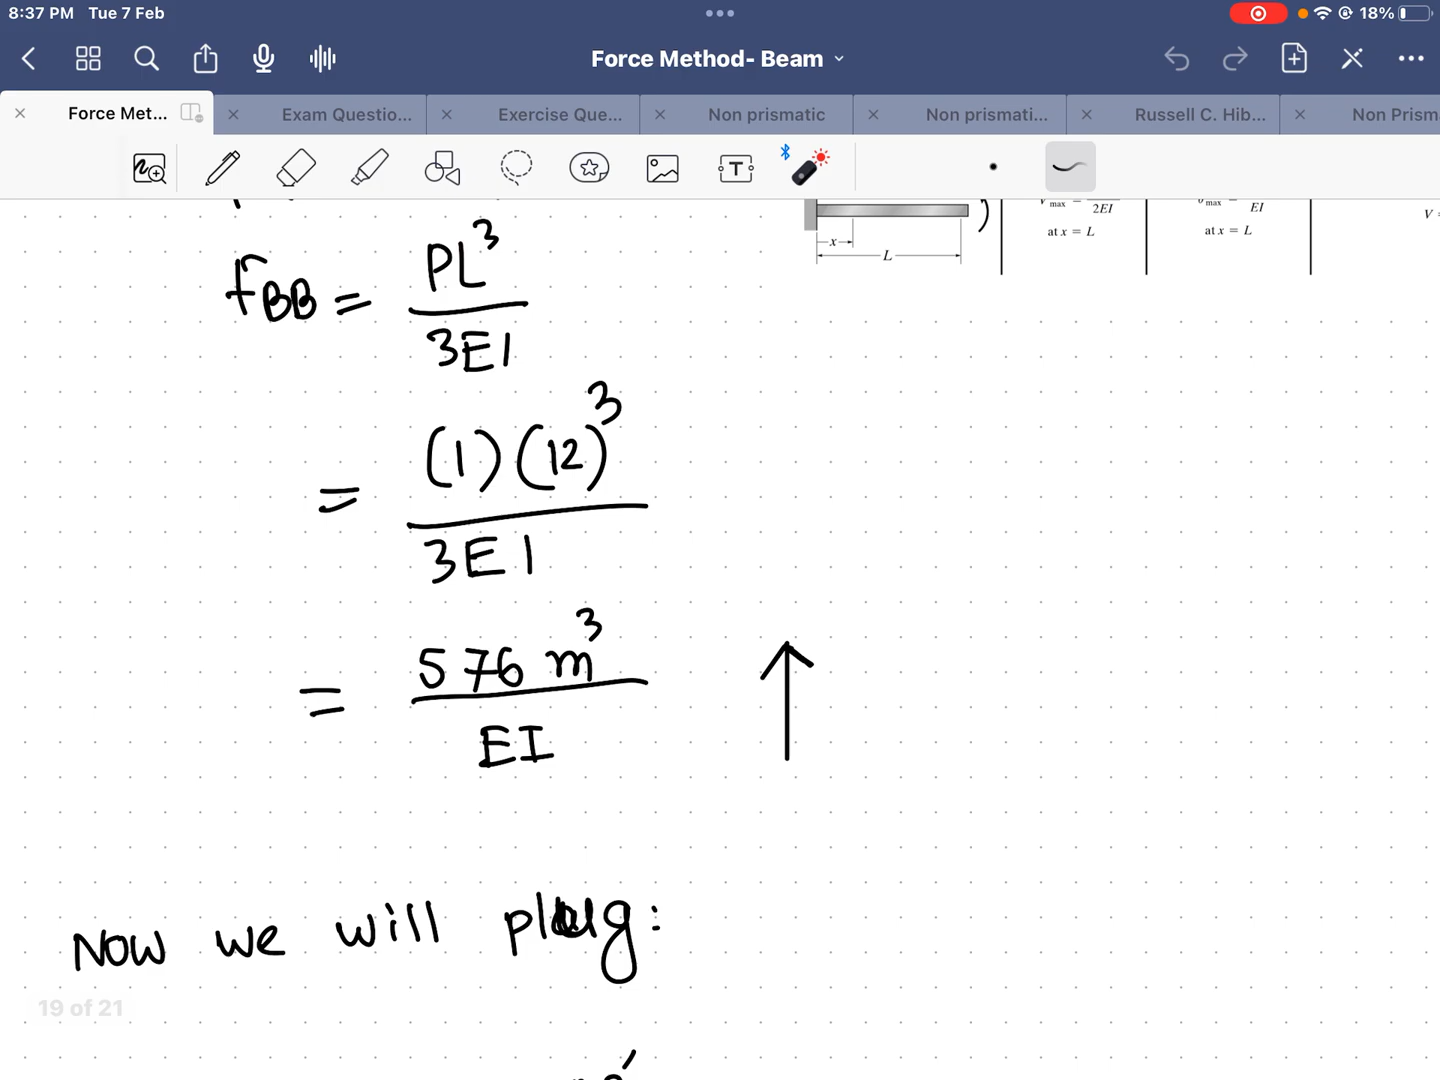 8:37 PM Tue 7 Feb
18%
Force Method- Beam
Force Met...
Exam Questio...
Exercise Que...
Non prismatic
Non prismati...
Russell C. Hib...
Non Prism
T
max = 2EI
at x = L
max = EI
at x = L
x
L
V =
fBB = PL³
3EI
= (1)(12)³
3EI
= 576 m³
EI
Now we will plug:
19 of 21